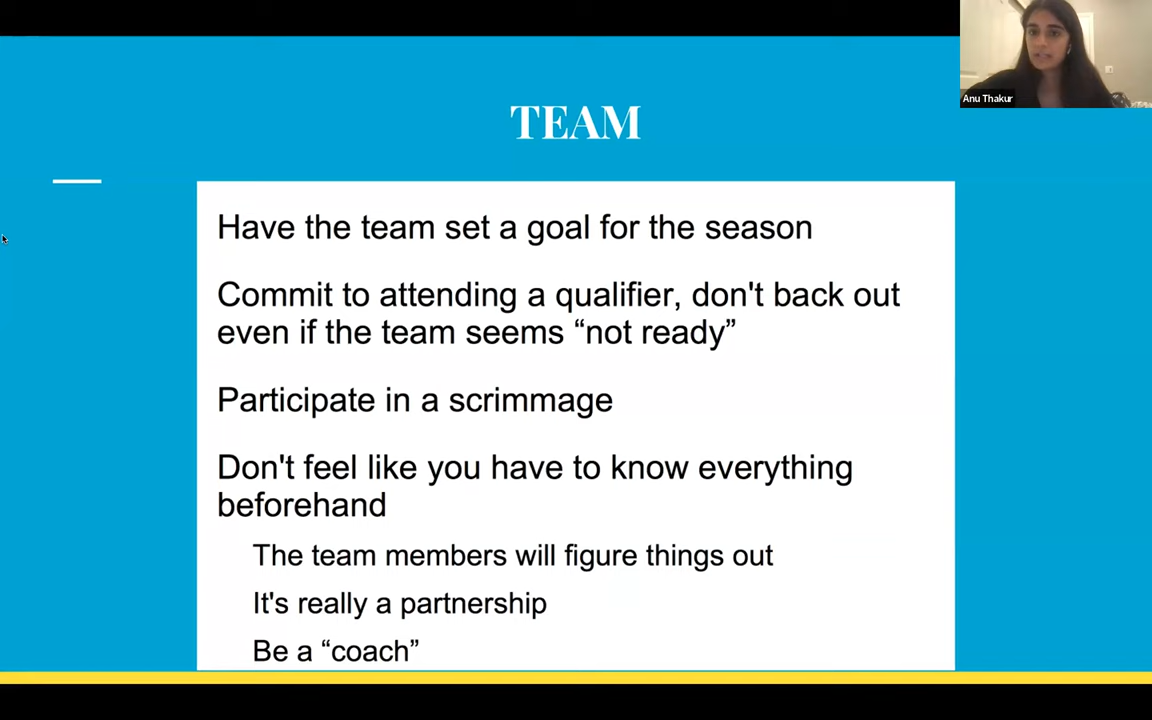 Anu Thakur
TEAM
Have the team set a goal for the season
Commit to attending a qualifier, don't back out
even if the team seems “not ready”
Participate in a scrimmage
Don't feel like you have to know everything
beforehand
The team members will figure things out
It's really a partnership
Be a “coach”